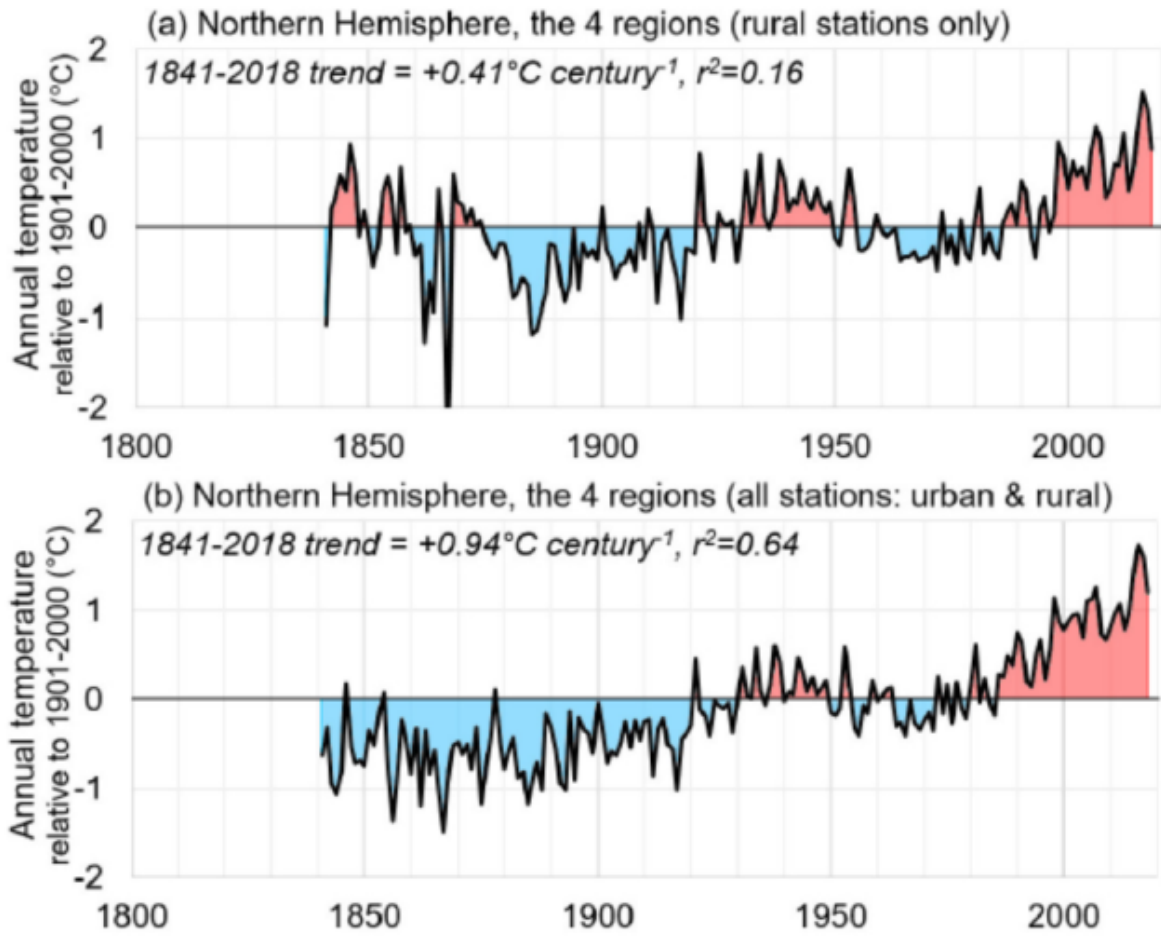 (a) Northern Hemisphere, the 4 regions (rural stations only)
1841-2018 trend = +0.41°C century⁻¹, r²=0.16
Annual temperature
relative to 1901-2000 (°C)
2
1
0
-1
-2
1800 1850 1900 1950 2000
(b) Northern Hemisphere, the 4 regions (all stations: urban & rural)
1841-2018 trend = +0.94°C century⁻¹, r²=0.64
Annual temperature
relative to 1901-2000 (°C)
2
1
0
-1
-2
1800 1850 1900 1950 2000